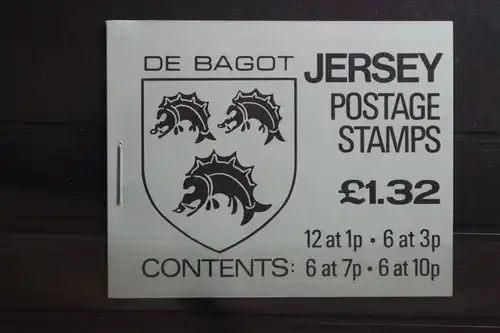 DE BAGOT
JERSEY
POSTAGE
STAMPS
£1.32
12 at 1p • 6 at 3p
CONTENTS: 6 at 7p • 6 at 10p